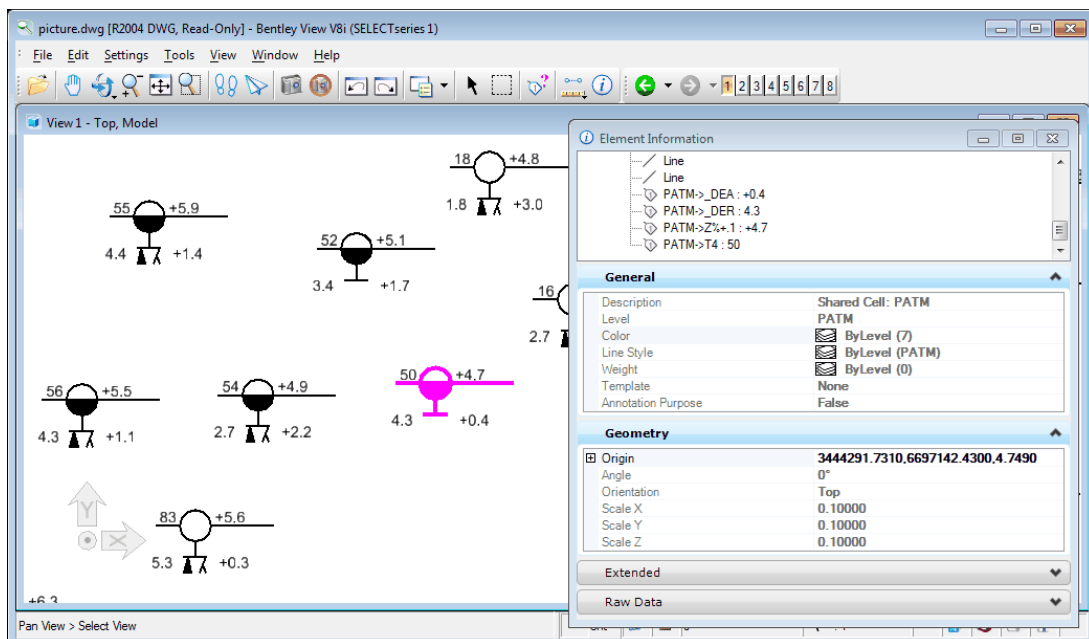 picture.dwg [R2004 DWG, Read-Only] - Bentley View V8i (SELECTseries 1)
File Edit Settings Tools View Window Help
1 2 3 4 5 6 7 8
View 1 - Top, Model
18 +4.8
1.8 +3.0
55 +5.9
4.4 +1.4
52 +5.1
3.4 +1.7
16
2.7
50 +4.7
4.3 +0.4
56 +5.5
4.3 +1.1
54 +4.9
2.7 +2.2
83 +5.6
5.3 +0.3
+6.3
Y
X
Element Information
Line
Line
PATM->_DEA : +0.4
PATM->_DER : 4.3
PATM->Z%+.1 : +4.7
PATM->T4 : 50
General
Description Shared Cell: PATM
Level PATM
Color ByLevel (7)
Line Style ByLevel (PATM)
Weight ByLevel (0)
Template None
Annotation Purpose False
Geometry
Origin 3444291.7310,6697142.4300,4.7490
Angle 0°
Orientation Top
Scale X 0.10000
Scale Y 0.10000
Scale Z 0.10000
Extended
Raw Data
Pan View > Select View